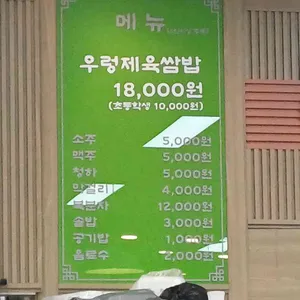 메뉴
우렁제육쌈밥
18,000원
(초등학생 10,000원)
소주 5,000원
맥주 5,000원
청하 5,000원
막걸리 4,000원
복분자 12,000원
솔밥 3,000원
공기밥 1,000원
음료수 2,000원